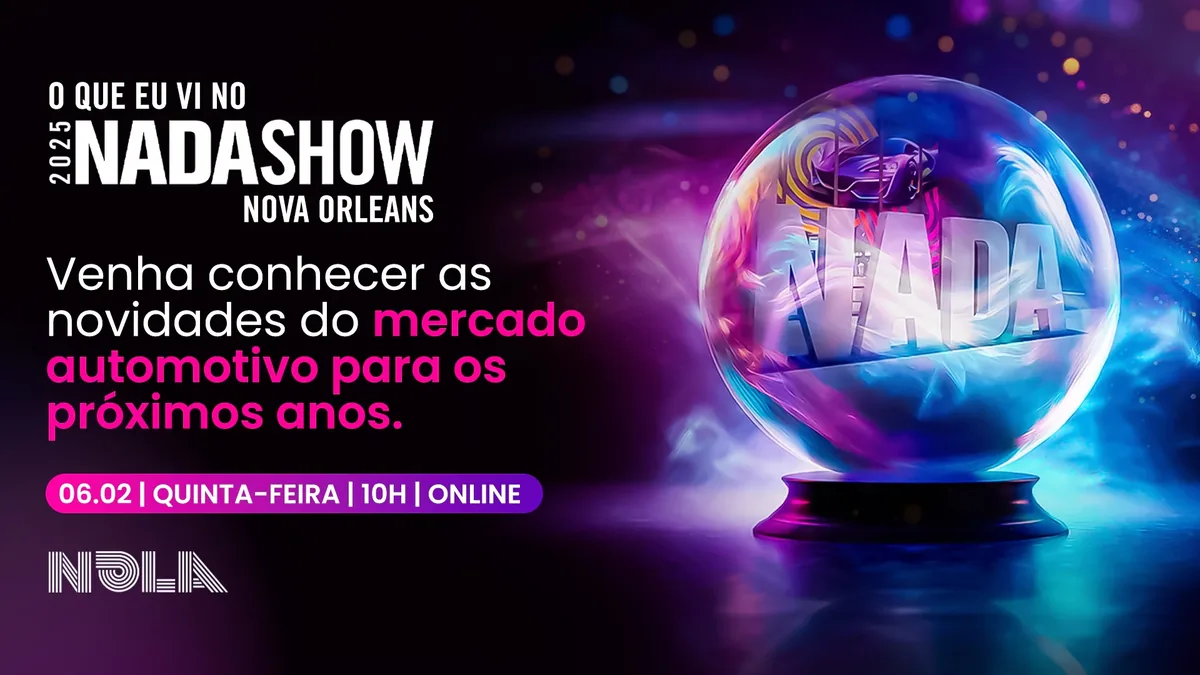 O QUE EU VI NO
2025 NADASHOW
NOVA ORLEANS
Venha conhecer as
novidades do mercado
automotivo para os
próximos anos.
06.02 | QUINTA-FEIRA | 10H | ONLINE
NOLA
NADA